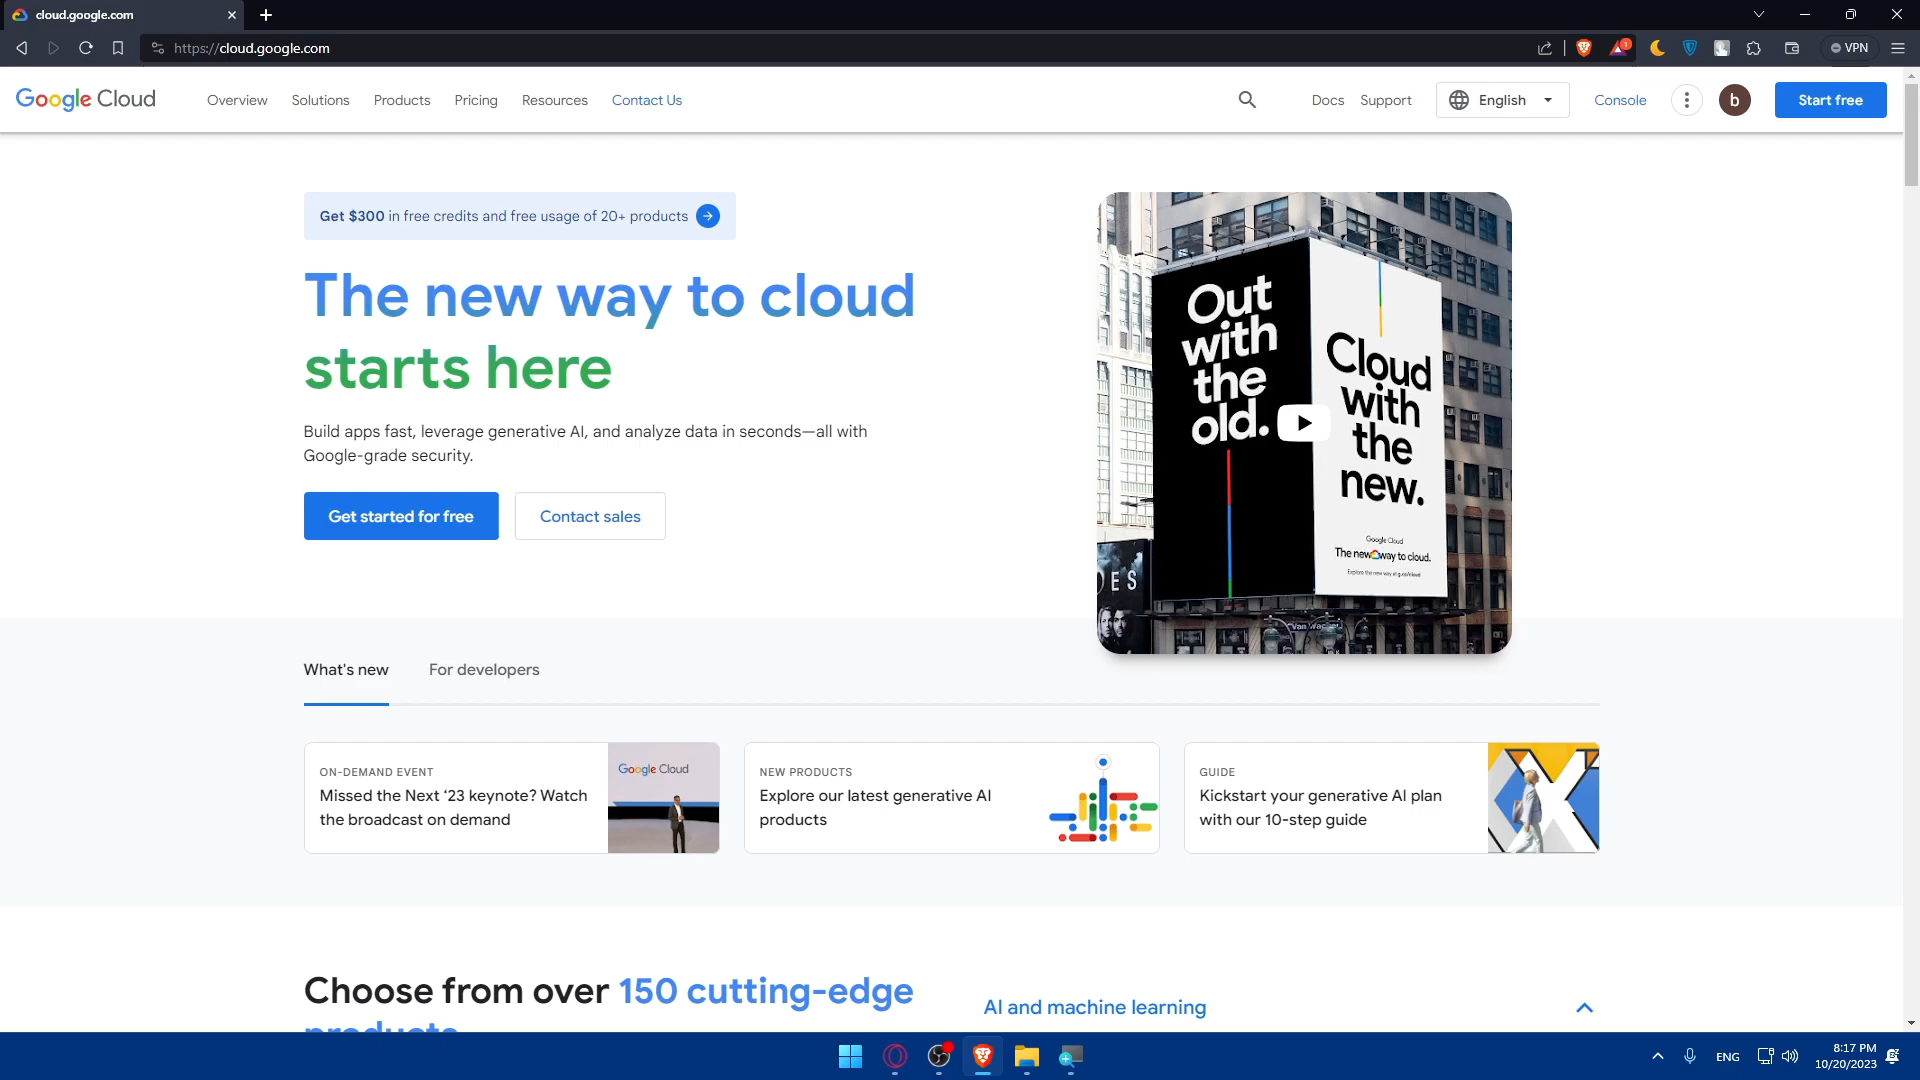 cloud.google.com
https://cloud.google.com
1
VPN
Google Cloud
Overview
Solutions
Products
Pricing
Resources
Contact Us
Docs
Support
English
Console
b
Start free
Get $300 in free credits and free usage of 20+ products
The new way to cloud
starts here
Build apps fast, leverage generative AI, and analyze data in seconds—all with
Google-grade security.
Get started for free
Contact sales
Out
with
the
old.
Cloud
with
the
new.
Google Cloud
The new way to cloud.
What's new
For developers
ON-DEMAND EVENT
Missed the Next ‘23 keynote? Watch
the broadcast on demand
Google Cloud
NEW PRODUCTS
Explore our latest generative AI
products
GUIDE
Kickstart your generative AI plan
with our 10-step guide
Choose from over 150 cutting-edge
products
AI and machine learning
ENG
8:17 PM
10/20/2023